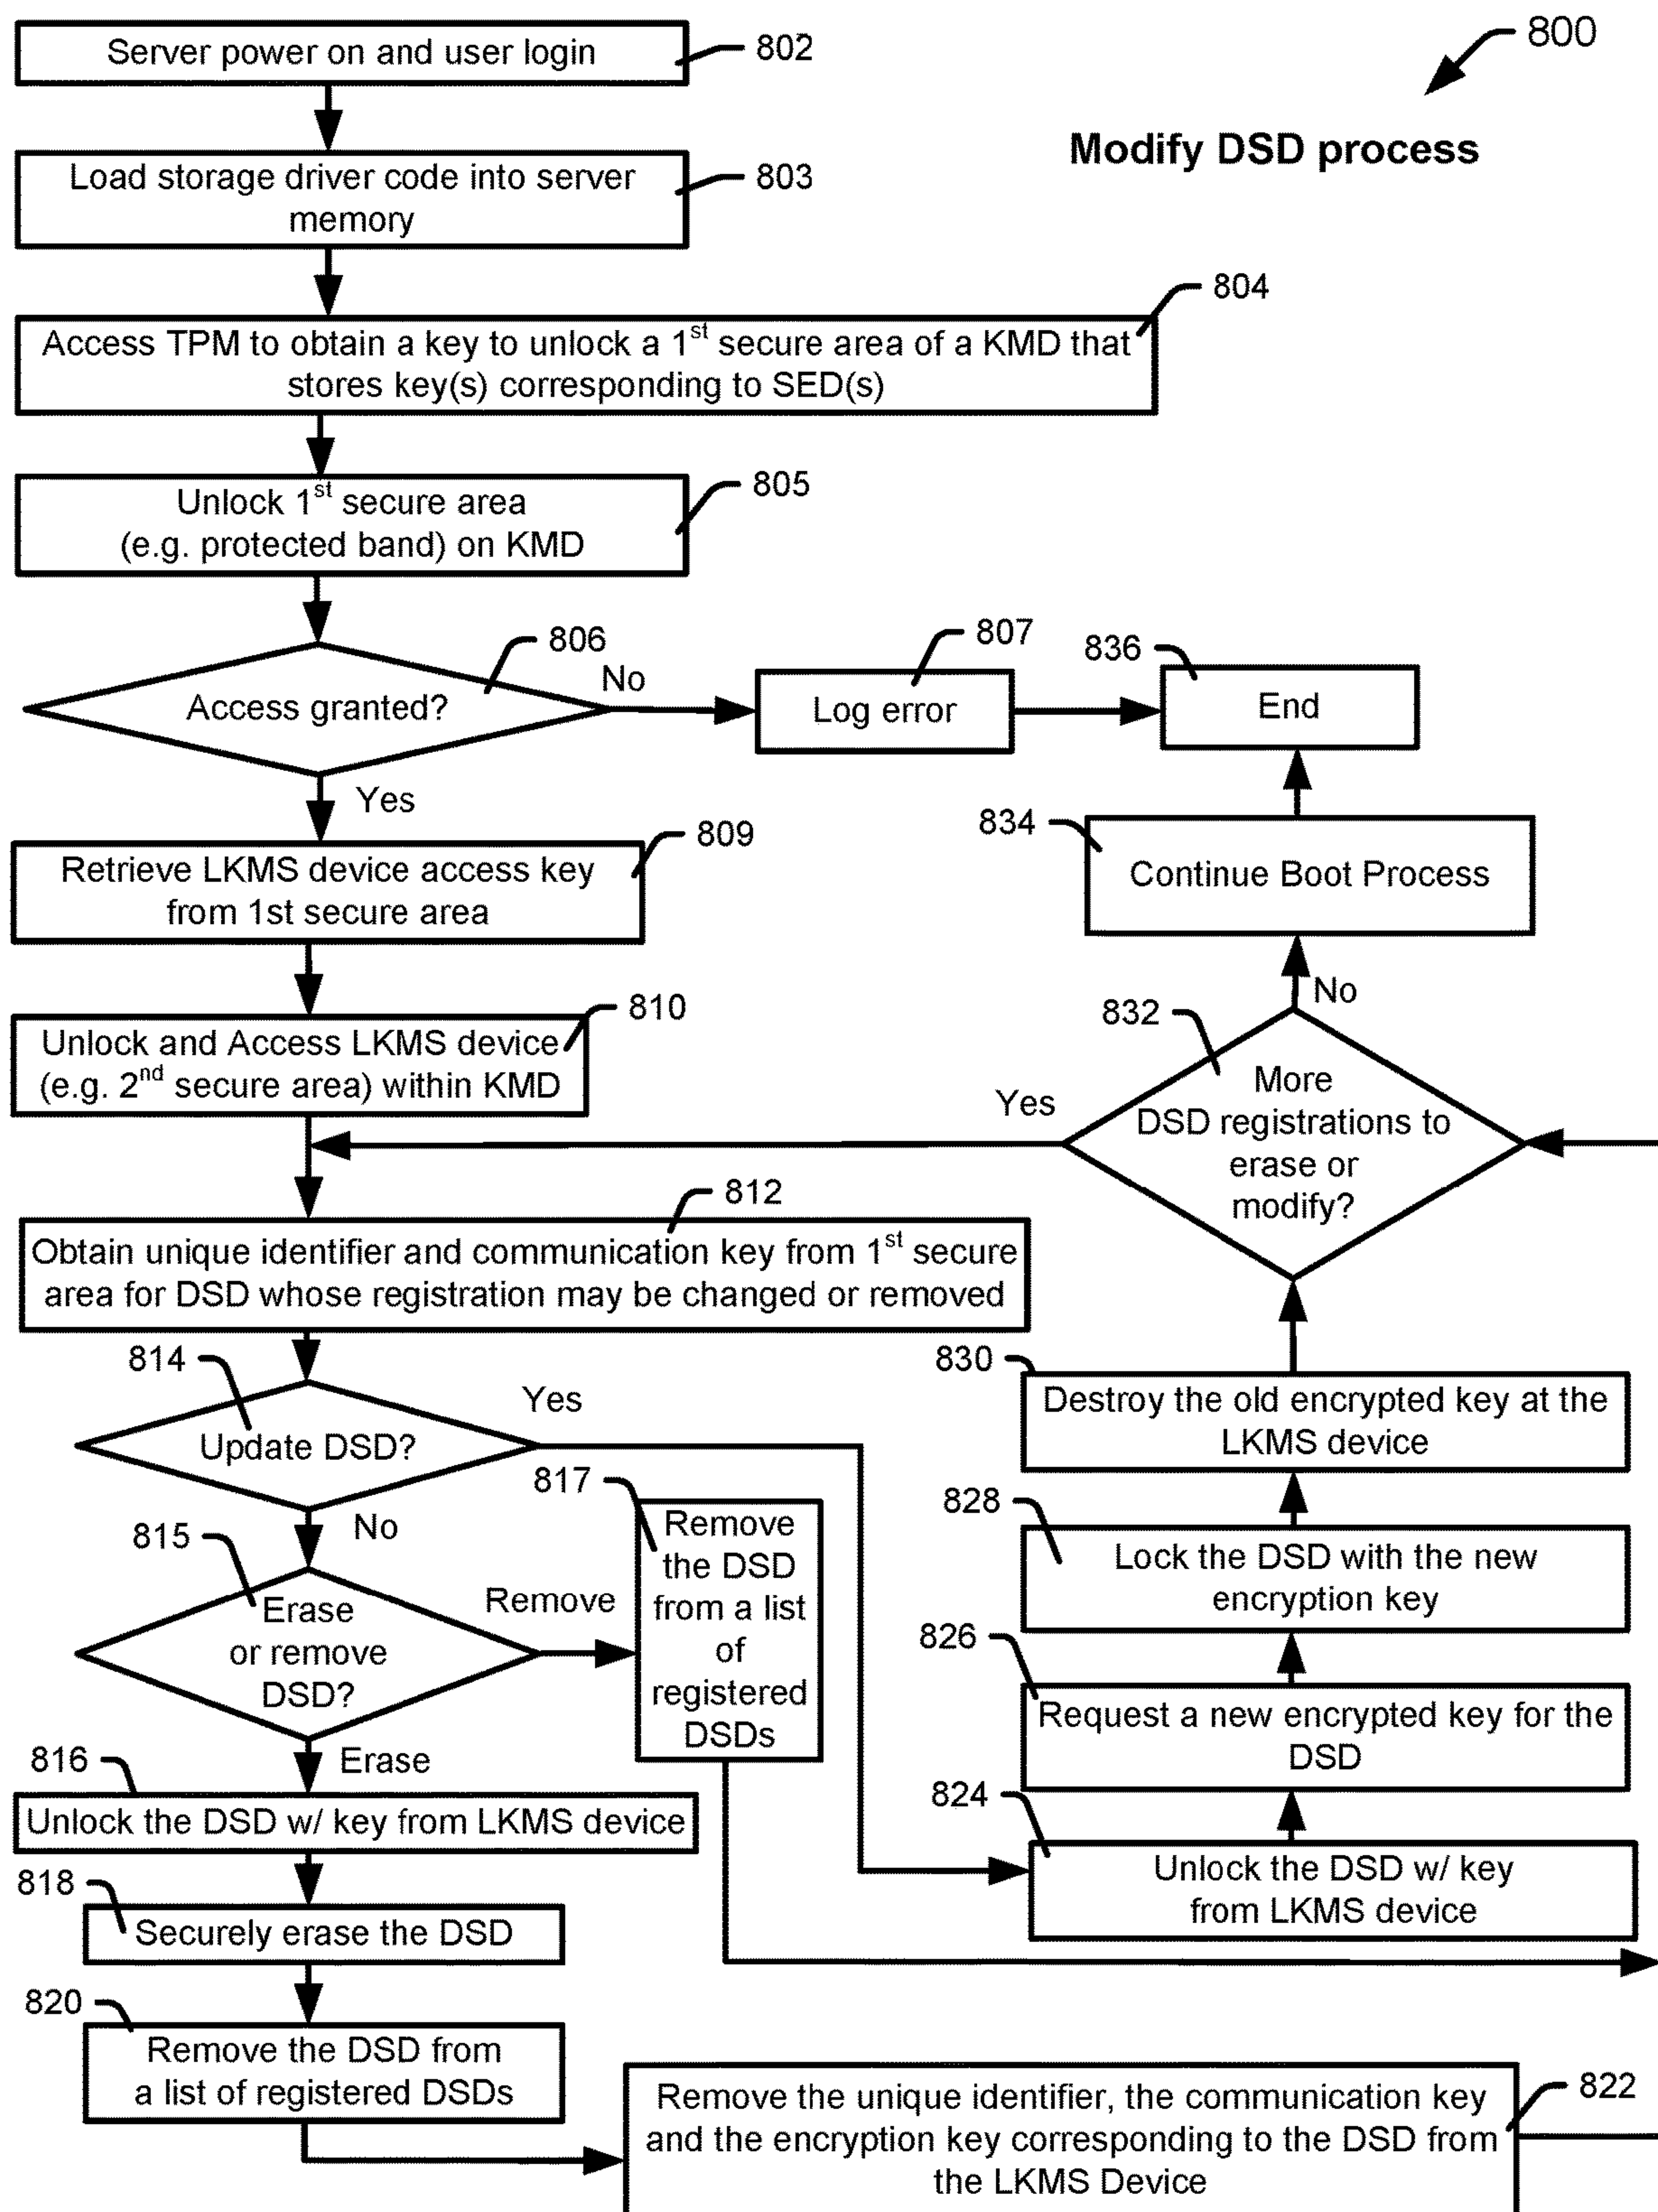 800
Modify DSD process
Server power on and user login
802
Load storage driver code into server
memory
803
804
Access TPM to obtain a key to unlock a 1st secure area of a KMD that
stores key(s) corresponding to SED(s)
Unlock 1st secure area
(e.g. protected band) on KMD
805
806
Access granted?
No
807
Log error
836
End
Yes
834
Continue Boot Process
809
Retrieve LKMS device access key
from 1st secure area
810
Unlock and Access LKMS device
(e.g. 2nd secure area) within KMD
No
832
More
DSD registrations to
erase or
modify?
Yes
812
Obtain unique identifier and communication key from 1st secure
area for DSD whose registration may be changed or removed
814
Update DSD?
Yes
No
815
Erase
or remove
DSD?
Remove
817
Remove
the DSD
from a list
of
registered
DSDs
Erase
816
Unlock the DSD w/ key from LKMS device
818
Securely erase the DSD
820
Remove the DSD from
a list of registered DSDs
830
Destroy the old encrypted key at the
LKMS device
828
Lock the DSD with the new
encryption key
826
Request a new encrypted key for the
DSD
824
Unlock the DSD w/ key
from LKMS device
822
Remove the unique identifier, the communication key
and the encryption key corresponding to the DSD from
the LKMS Device